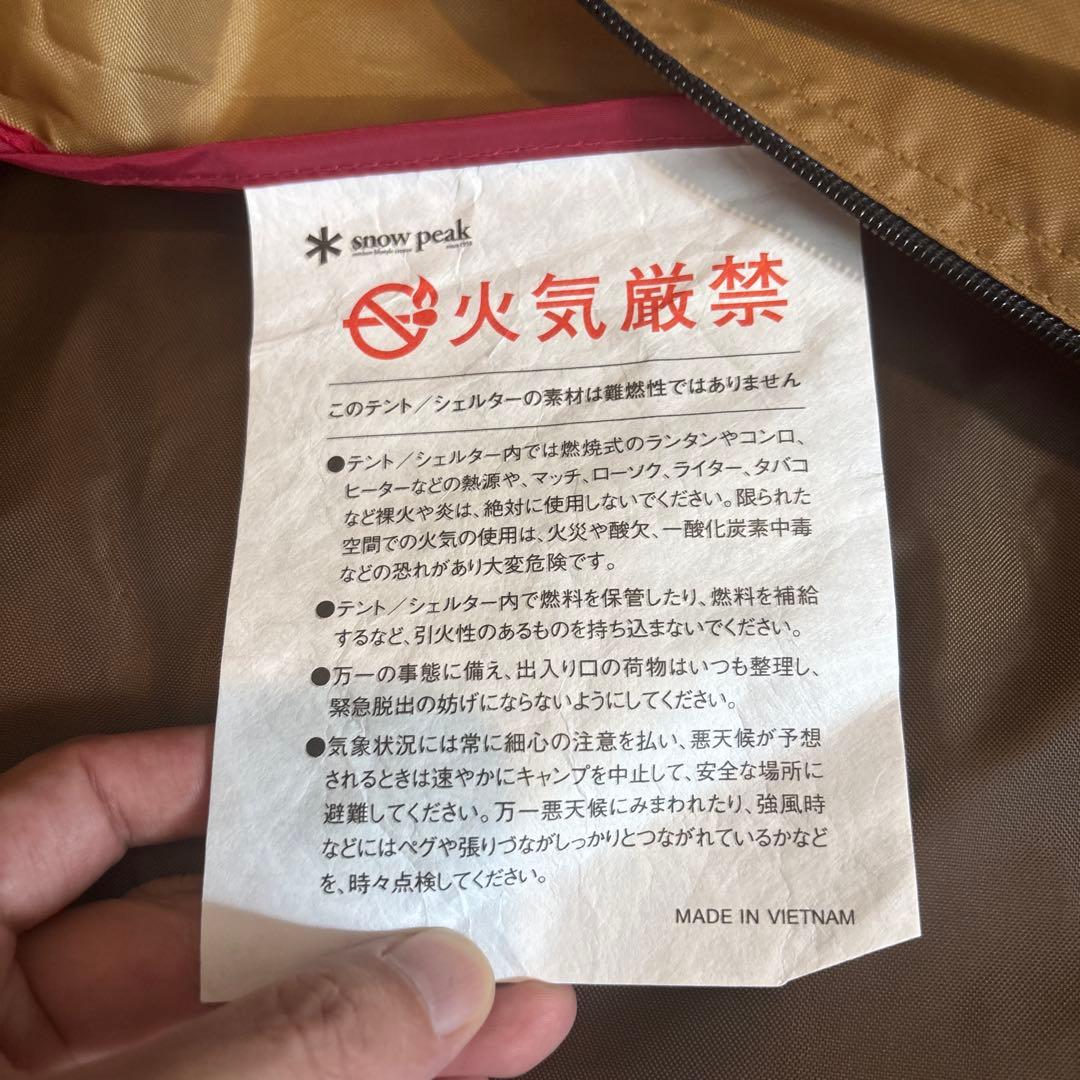 snow peak
outdoor lifestyle creator
since 1958
火気厳禁
このテント／シェルターの素材は難燃性ではありません
●テント／シェルター内では燃焼式のランタンやコンロ、
ヒーターなどの熱源や、マッチ、ローソク、ライター、タバコ
など裸火や炎は、絶対に使用しないでください。限られた
空間での火気の使用は、火災や酸欠、一酸化炭素中毒
などの恐れがあり大変危険です。
●テント／シェルター内で燃料を保管したり、燃料を補給
するなど、引火性のあるものを持ち込まないでください。
●万一の事態に備え、出入り口の荷物はいつも整理し、
緊急脱出の妨げにならないようにしてください。
●気象状況には常に細心の注意を払い、悪天候が予想
されるときは速やかにキャンプを中止して、安全な場所に
避難してください。万一悪天候にみまわれたり、強風時
などにはペグや張りづながしっかりとつながれているかなど
を、時々点検してください。
MADE IN VIETNAM